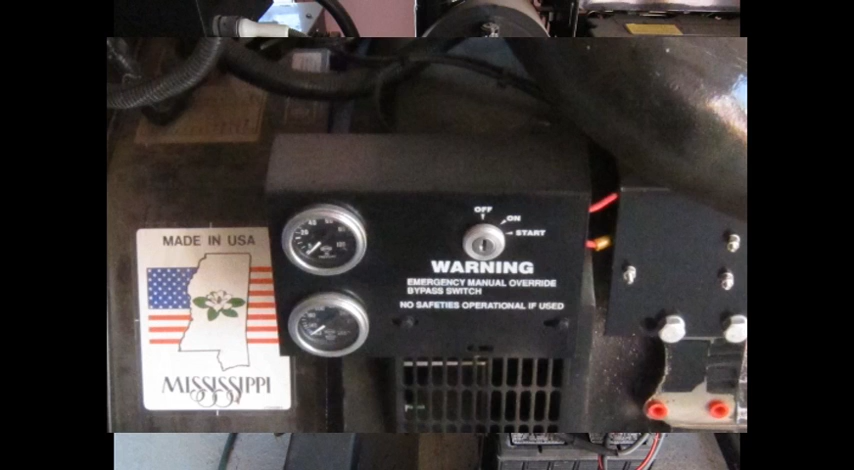 OFF
ON
START
MADE IN USA
WARNING
EMERGENCY MANUAL OVERRIDE
BYPASS SWITCH
NO SAFETIES OPERATIONAL IF USED
MISSISSIPPI